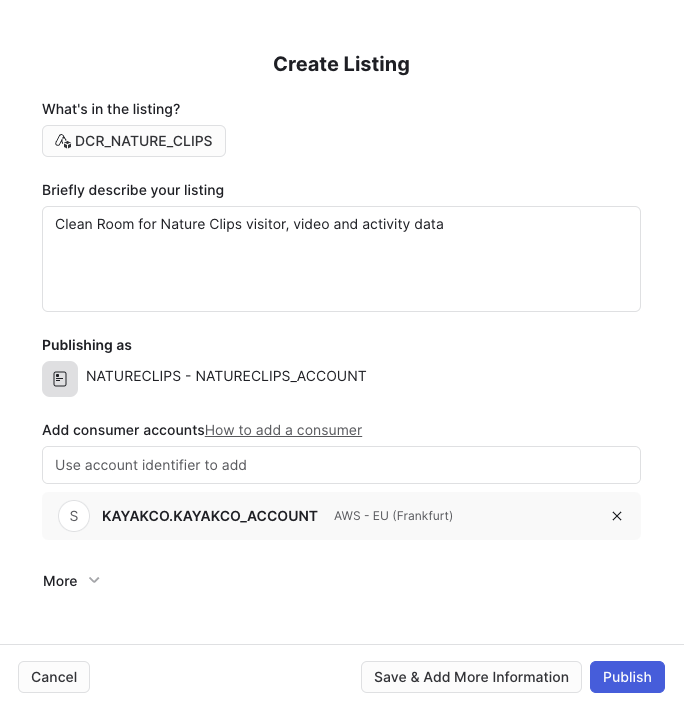 Create Listing
What's in the listing?
DCR_NATURE_CLIPS
Briefly describe your listing
Clean Room for Nature Clips visitor, video and activity data
Publishing as
NATURECLIPS - NATURECLIPS_ACCOUNT
Add consumer accountsHow to add a consumer
Use account identifier to add
S KAYAKCO.KAYAKCO_ACCOUNT AWS - EU (Frankfurt)
More
Cancel Save & Add More Information Publish